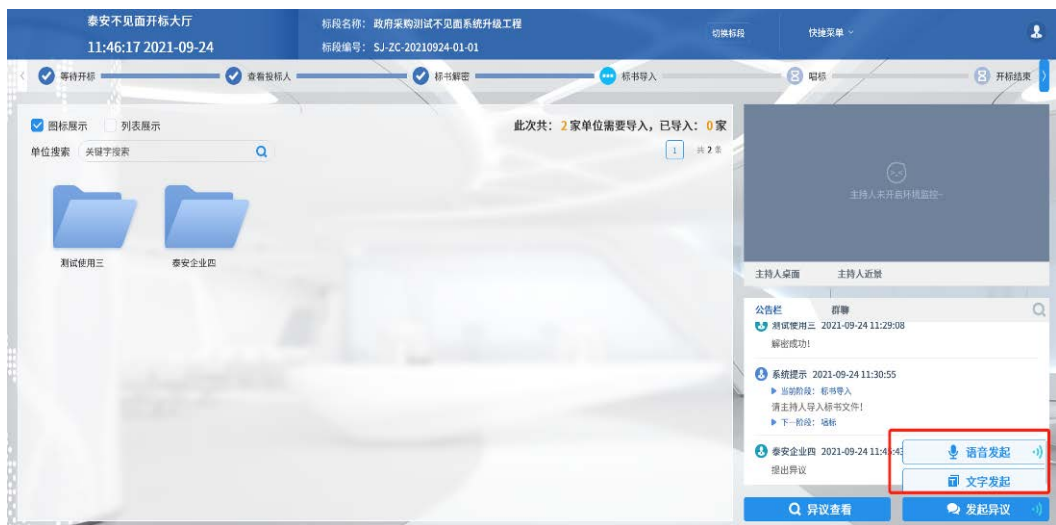 泰安不见面开标大厅
11:46:17 2021-09-24
标段名称： 政府采购测试不见面系统升级工程
标段编号： SJ-ZC-20210924-01-01
切换标段
快捷菜单
等待开标
查看投标人
标书解密
标书导入
唱标
开标结束
图标展示 列表展示
此次共： 2 家单位需要导入，已导入： 0 家
单位搜索 关键字搜索
1 共 2 条
测试使用三
泰安企业四
主持人未开启环境监控~
主持人桌面 主持人近景
公告栏 群聊
测试使用三 2021-09-24 11:29:08
解密成功!
系统提示 2021-09-24 11:30:55
当前阶段：标书导入
请主持人导入标书文件!
下一阶段：唱标
泰安企业四 2021-09-24 11:45:43
提出异议
语音发起
文字发起
异议查看
发起异议